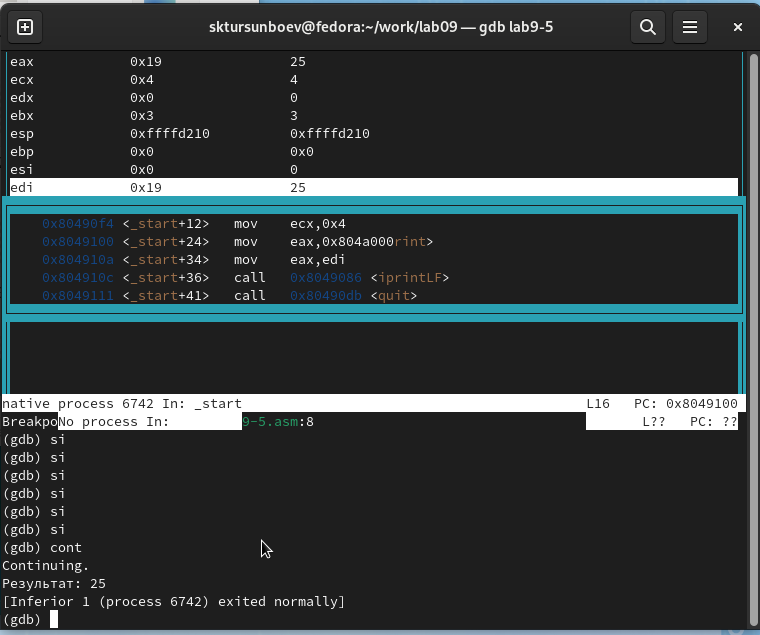 sktursunboev@fedora:~/work/lab09 — gdb lab9-5
eax 0x19 25
ecx 0x4 4
edx 0x0 0
ebx 0x3 3
esp 0xffffd210 0xffffd210
ebp 0x0 0x0
esi 0x0 0
edi 0x19 25
0x80490f4 <_start+12> mov ecx,0x4
0x8049100 <_start+24> mov eax,0x804a000rint>
0x804910a <_start+34> mov eax,edi
0x804910c <_start+36> call 0x8049086 <iprintLF>
0x8049111 <_start+41> call 0x80490db <quit>
native process 6742 In: _start L16 PC: 0x8049100
BreakpoNo process In: 9-5.asm:8 L?? PC: ??
(gdb) si
(gdb) si
(gdb) si
(gdb) si
(gdb) si
(gdb) si
(gdb) cont
Continuing.
Результат: 25
[Inferior 1 (process 6742) exited normally]
(gdb)